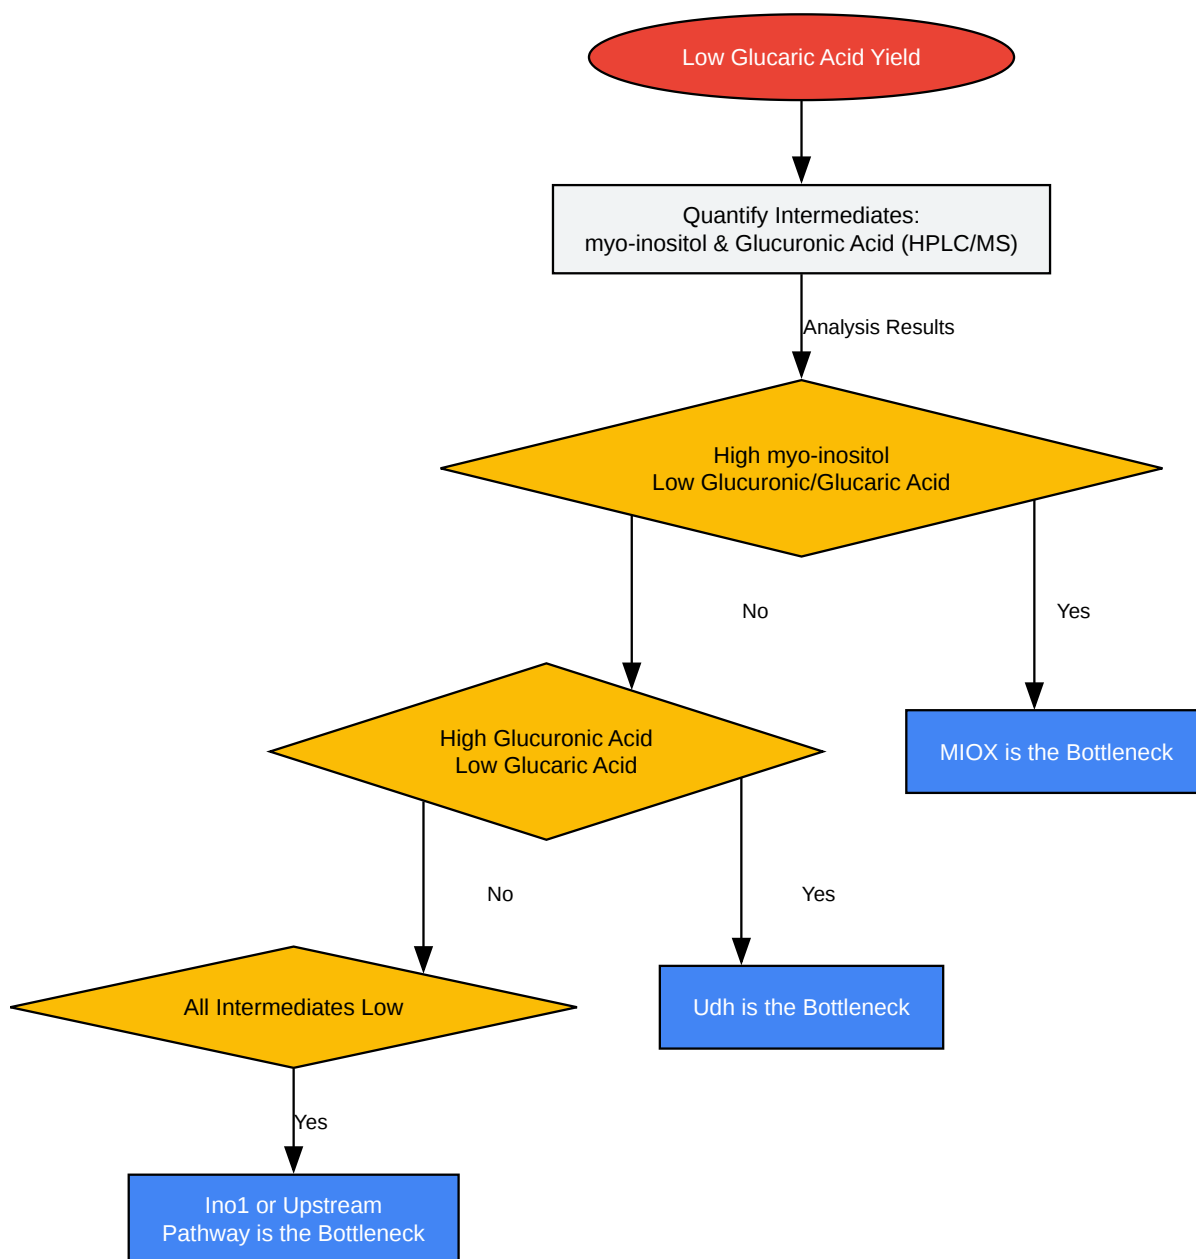 Low Glucaric Acid Yield
Quantify Intermediates:
myo-inositol & Glucuronic Acid (HPLC/MS)
Analysis Results
High myo-inositol
Low Glucuronic/Glucaric Acid
No
Yes
High Glucuronic Acid
Low Glucaric Acid
MIOX is the Bottleneck
No
Yes
All Intermediates Low
Udh is the Bottleneck
Yes
Ino1 or Upstream
Pathway is the Bottleneck